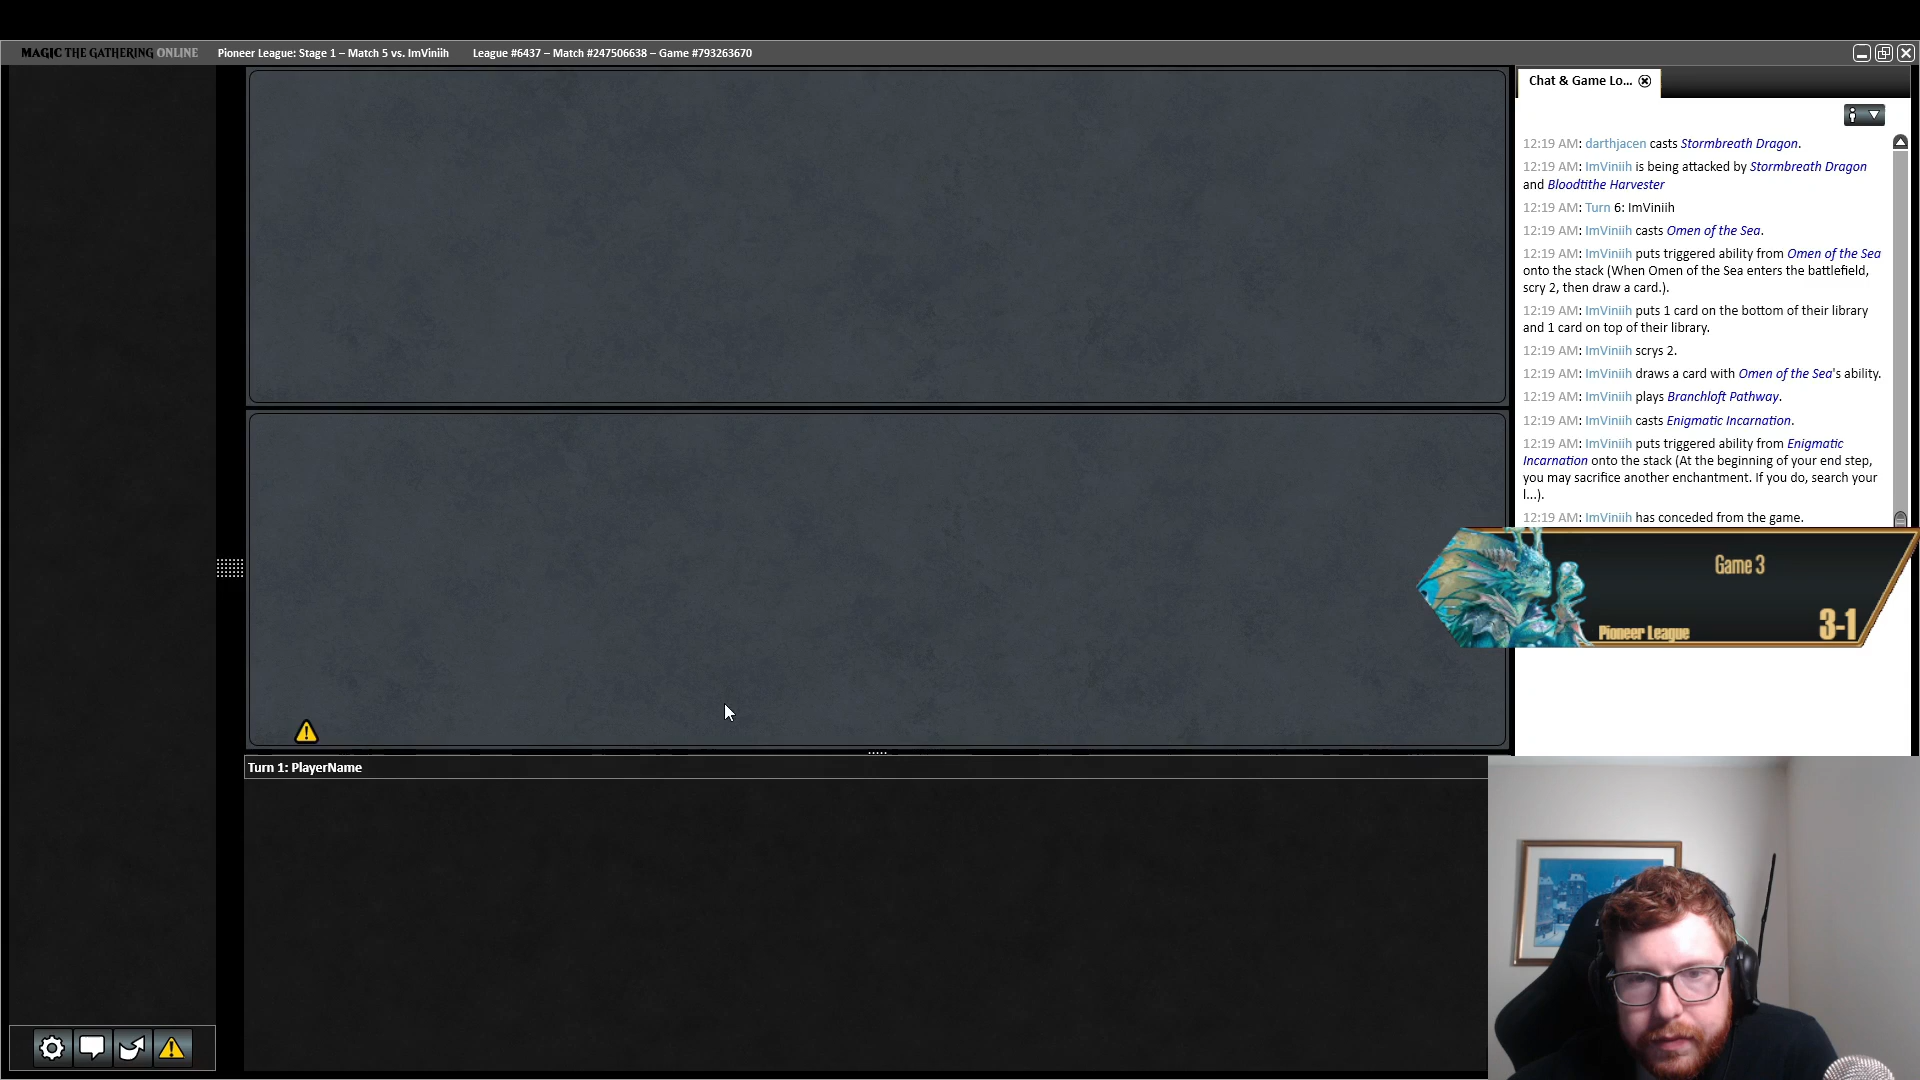 MAGIC THE GATHERING ONLINE
Pioneer League: Stage 1 – Match 5 vs. ImViniih
League #6437 – Match #247506638 – Game #793263670
Chat & Game Lo...
12:19 AM: darthjacen casts Stormbreath Dragon.
12:19 AM: ImViniih is being attacked by Stormbreath Dragon
and Bloodtithe Harvester
12:19 AM: Turn 6: ImViniih
12:19 AM: ImViniih casts Omen of the Sea.
12:19 AM: ImViniih puts triggered ability from Omen of the Sea
onto the stack (When Omen of the Sea enters the battlefield,
scry 2, then draw a card.).
12:19 AM: ImViniih puts 1 card on the bottom of their library
and 1 card on top of their library.
12:19 AM: ImViniih scrys 2.
12:19 AM: ImViniih draws a card with Omen of the Sea's ability.
12:19 AM: ImViniih plays Branchloft Pathway.
12:19 AM: ImViniih casts Enigmatic Incarnation.
12:19 AM: ImViniih puts triggered ability from Enigmatic
Incarnation onto the stack (At the beginning of your end step,
you may sacrifice another enchantment. If you do, search your
l...).
12:19 AM: ImViniih has conceded from the game.
Game 3
Pioneer League
3-1
Turn 1: PlayerName